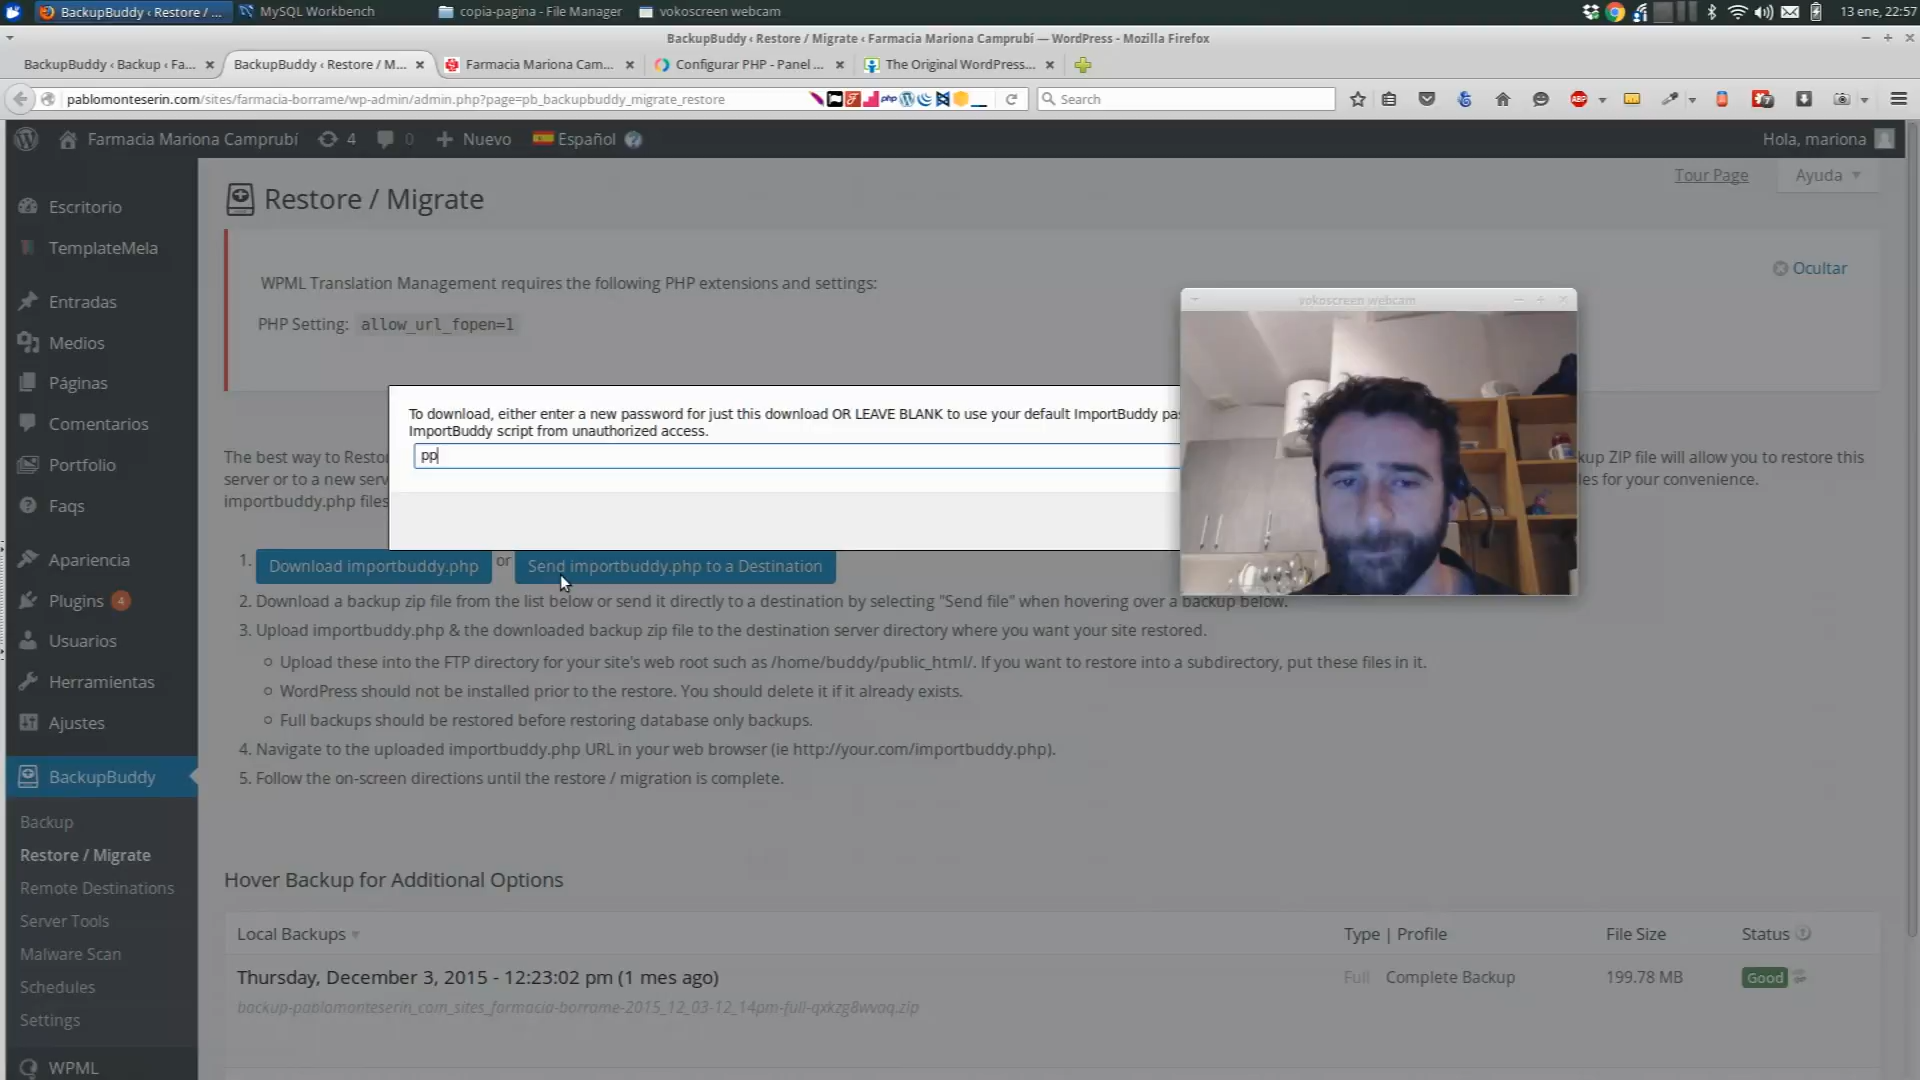 BackupBuddy ‹ Restore / ...
MySQL Workbench
copia-pagina - File Manager
vokoscreen webcam
13 ene, 22:57
BackupBuddy ‹ Restore / Migrate ‹ Farmacia Mariona Camprubí — WordPress - Mozilla Firefox
BackupBuddy ‹ Backup ‹ Fa...
BackupBuddy ‹ Restore / M...
Farmacia Mariona Cam...
Configurar PHP - Panel ...
The Original WordPress...
pablomonteserin.com/sites/farmacia-borrame/wp-admin/admin.php?page=pb_backupbuddy_migrate_restore
Search
Farmacia Mariona Camprubí
4
0
Nuevo
Español
Hola, mariona
Tour Page
Ayuda
Restore / Migrate
Escritorio
TemplateMela
Entradas
Medios
Páginas
Comentarios
Portfolio
Faqs
Apariencia
Plugins 4
Usuarios
Herramientas
Ajustes
BackupBuddy
Backup
Restore / Migrate
Remote Destinations
Server Tools
Malware Scan
Schedules
Settings
WPML
WPML Translation Management requires the following PHP extensions and settings:
Ocultar
PHP Setting: allow_url_fopen=1
vokoscreen webcam
To download, either enter a new password for just this download OR LEAVE BLANK to use your default ImportBuddy pa
ImportBuddy script from unauthorized access.
pp
The best way to Resto
kup ZIP file will allow you to restore this
server or to a new serv
les for your convenience.
importbuddy.php files
1. Download importbuddy.php or Send importbuddy.php to a Destination
2. Download a backup zip file from the list below or send it directly to a destination by selecting "Send file" when hovering over a backup below.
3. Upload importbuddy.php & the downloaded backup zip file to the destination server directory where you want your site restored.
Upload these into the FTP directory for your site's web root such as /home/buddy/public_html/. If you want to restore into a subdirectory, put these files in it.
WordPress should not be installed prior to the restore. You should delete it if it already exists.
Full backups should be restored before restoring database only backups.
4. Navigate to the uploaded importbuddy.php URL in your web browser (ie http://your.com/importbuddy.php).
5. Follow the on-screen directions until the restore / migration is complete.
Hover Backup for Additional Options
Local Backups
Type | Profile
File Size
Status
Thursday, December 3, 2015 - 12:23:02 pm (1 mes ago)
Full Complete Backup
199.78 MB
Good
backup-pablomonteserin_com_sites_farmacia-borrame-2015_12_03-12_14pm-full-qxkzg8wvaq.zip